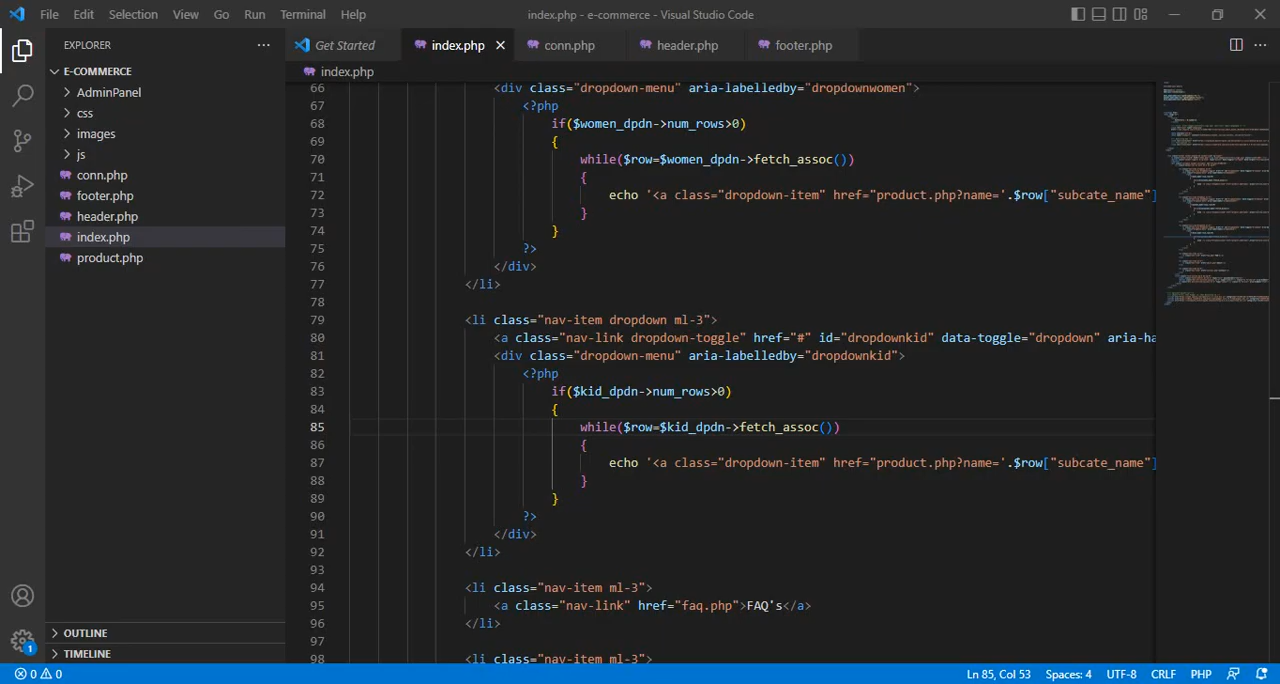 File Edit Selection View Go Run Terminal Help
index.php - e-commerce - Visual Studio Code
EXPLORER
Get Started
index.php
conn.php
header.php
footer.php
E-COMMERCE
index.php
AdminPanel
css
images
js
conn.php
footer.php
header.php
index.php
product.php
66 <div class="dropdown-menu" aria-labelledby="dropdownwomen">
67 <?php
68 if($women_dpdn->num_rows>0)
69 {
70 while($row=$women_dpdn->fetch_assoc())
71 {
72 echo '<a class="dropdown-item" href="product.php?name='.$row["subcate_name"]
73 }
74 }
75 ?>
76 </div>
77 </li>
78
79 <li class="nav-item dropdown ml-3">
80 <a class="nav-link dropdown-toggle" href="#" id="dropdownkid" data-toggle="dropdown" aria-ha
81 <div class="dropdown-menu" aria-labelledby="dropdownkid">
82 <?php
83 if($kid_dpdn->num_rows>0)
84 {
85 while($row=$kid_dpdn->fetch_assoc())
86 {
87 echo '<a class="dropdown-item" href="product.php?name='.$row["subcate_name"]
88 }
89 }
90 ?>
91 </div>
92 </li>
93
94 <li class="nav-item ml-3">
95 <a class="nav-link" href="faq.php">FAQ's</a>
96 </li>
97
98 <li class="nav-item ml-3">
OUTLINE
TIMELINE
1
0 0
Ln 85, Col 53 Spaces: 4 UTF-8 CRLF PHP